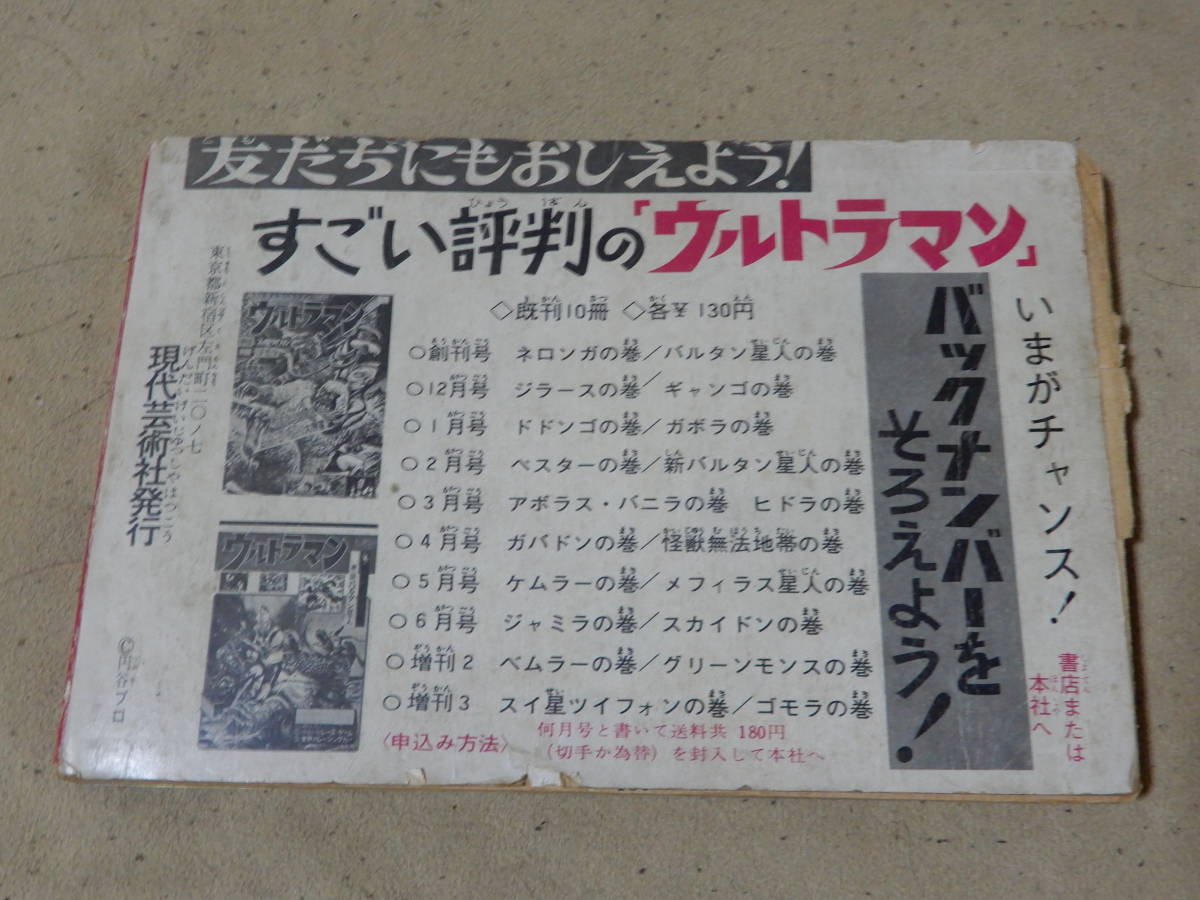 友だちにもおしえよう!
すごい評判の「ウルトラマン」
いまがチャンス!
バックナンバーを
そろえよう!
書店または
本社へ
◇既刊10冊 ◇各¥130円
○創刊号 ネロンガの巻/バルタン星人の巻
○12月号 ジラースの巻/ギャンゴの巻
○1月号 ドドンゴの巻/ガボラの巻
○2月号 ペスターの巻/新バルタン星人の巻
○3月号 アボラス・バニラの巻 ヒドラの巻
○4月号 ガバドンの巻/怪獣無法地帯の巻
○5月号 ケムラーの巻/メフィラス星人の巻
○6月号 ジャミラの巻/スカイドンの巻
○増刊2 ベムラーの巻/グリーンモンスの巻
○増刊3 スイ星ツイフォンの巻/ゴモラの巻
〈申込み方法〉
何月号と書いて送料共 180円
(切手か為替)を封入して本社へ
ウルトラマン
ウルトラマン
東京都新宿区左門町二〇ノ七
現代芸術社発行
©円谷プロ